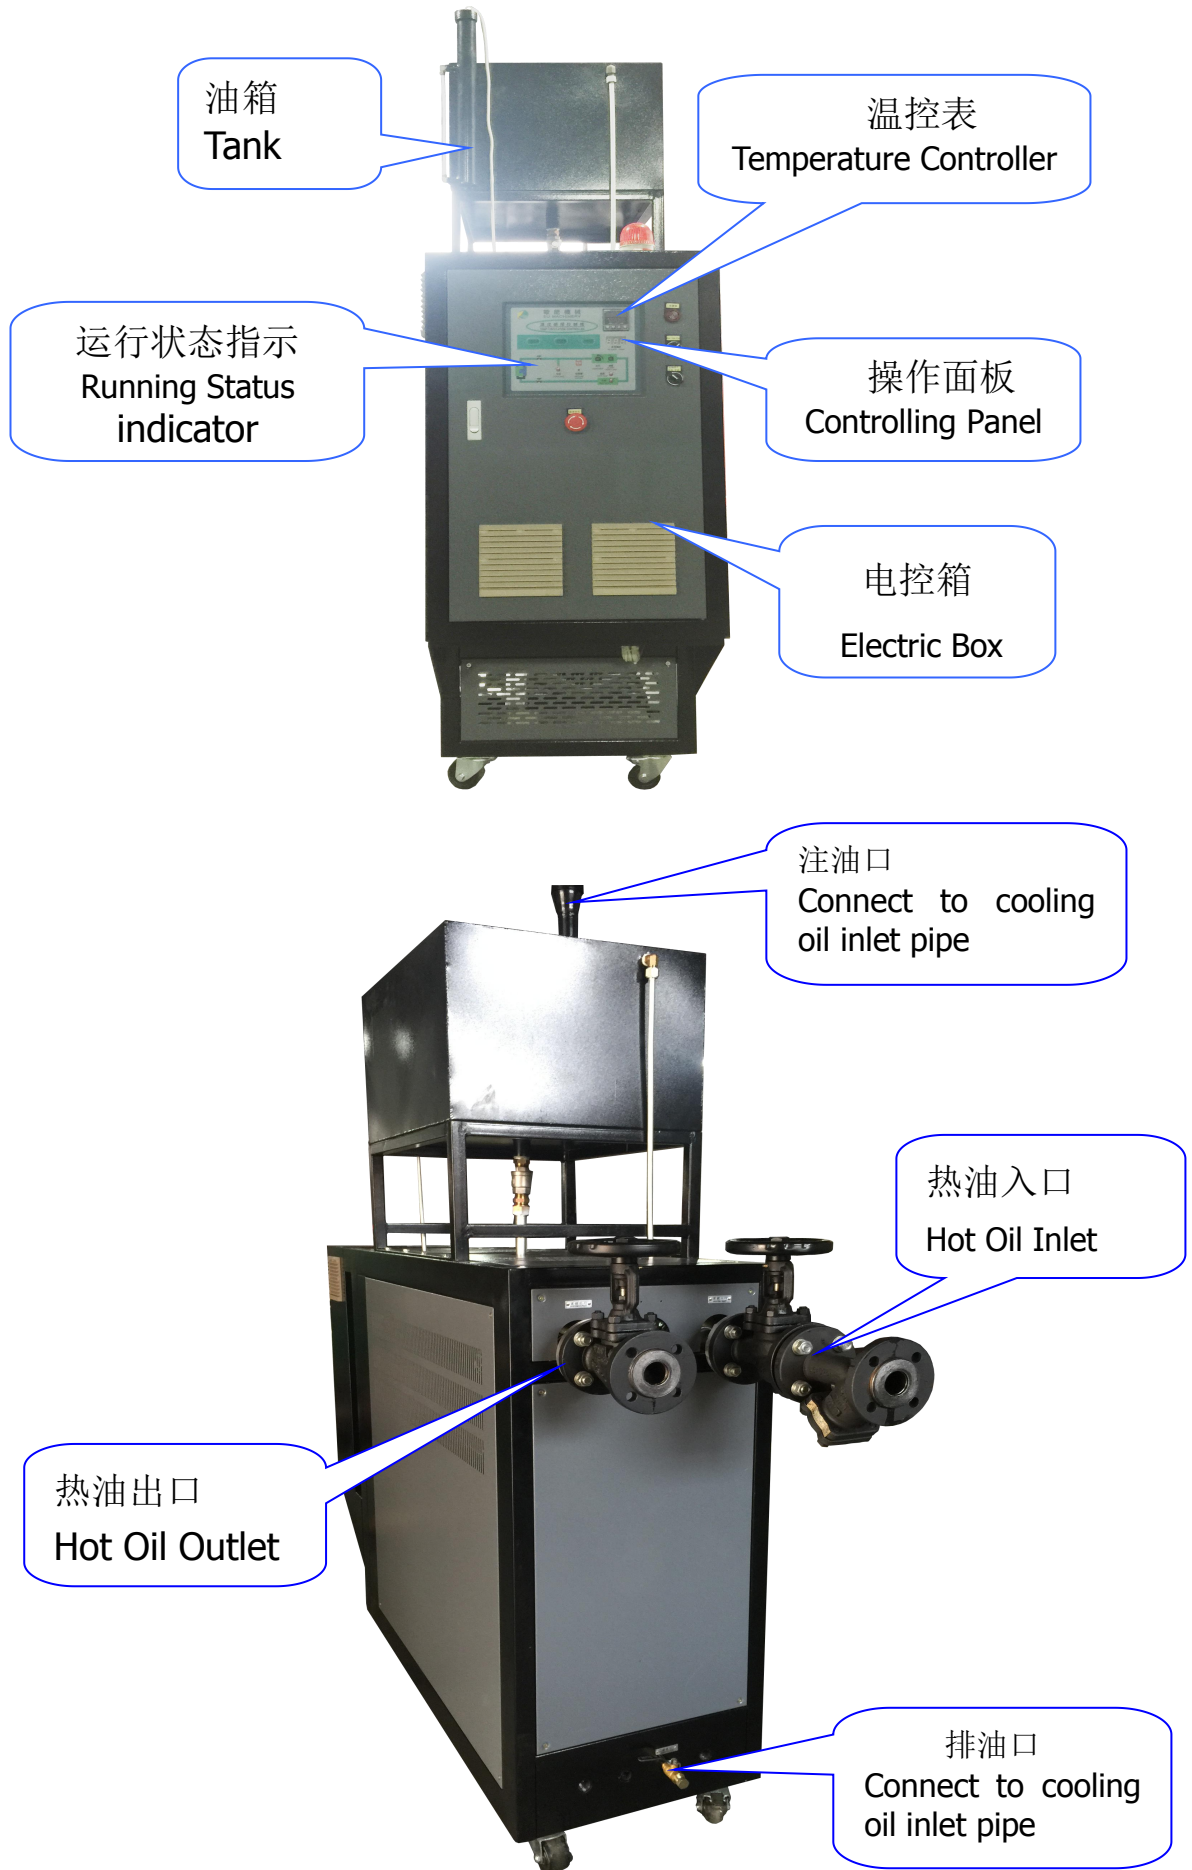 油箱
Tank
温控表
Temperature Controller
运行状态指示
Running Status
indicator
操作面板
Controlling Panel
电控箱
Electric Box
注油口
Connect to cooling
oil inlet pipe
热油入口
Hot Oil Inlet
热油出口
Hot Oil Outlet
排油口
Connect to cooling
oil inlet pipe